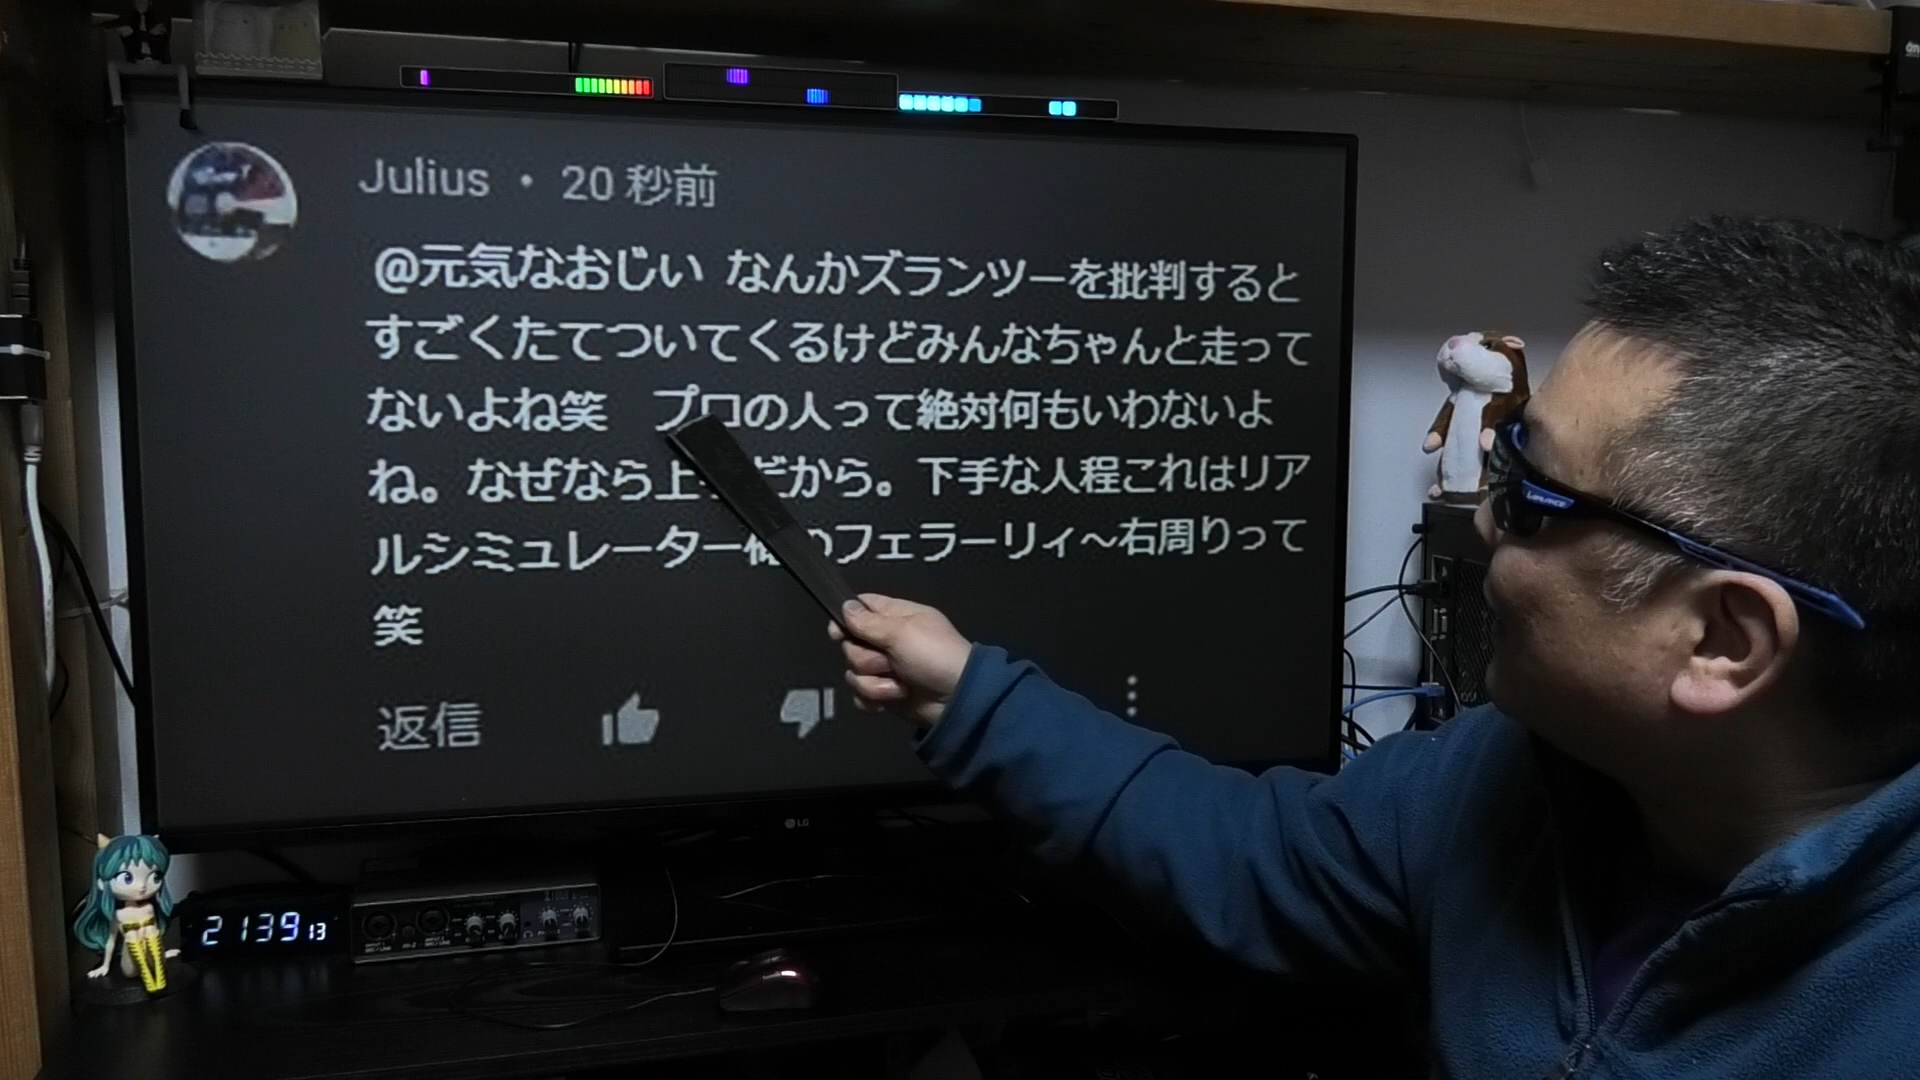 Julius • 20 秒前
@元気なおじい なんかズランツーを批判すると
すごくたてついてくるけどみんなちゃんと走って
ないよね笑 プロの人って絶対何もいわないよ
ね。なぜなら上 だから。下手な人程これはリア
ルシミュレーター俺のフェラーリィ〜右周りって
笑
返信
LG
2139 13